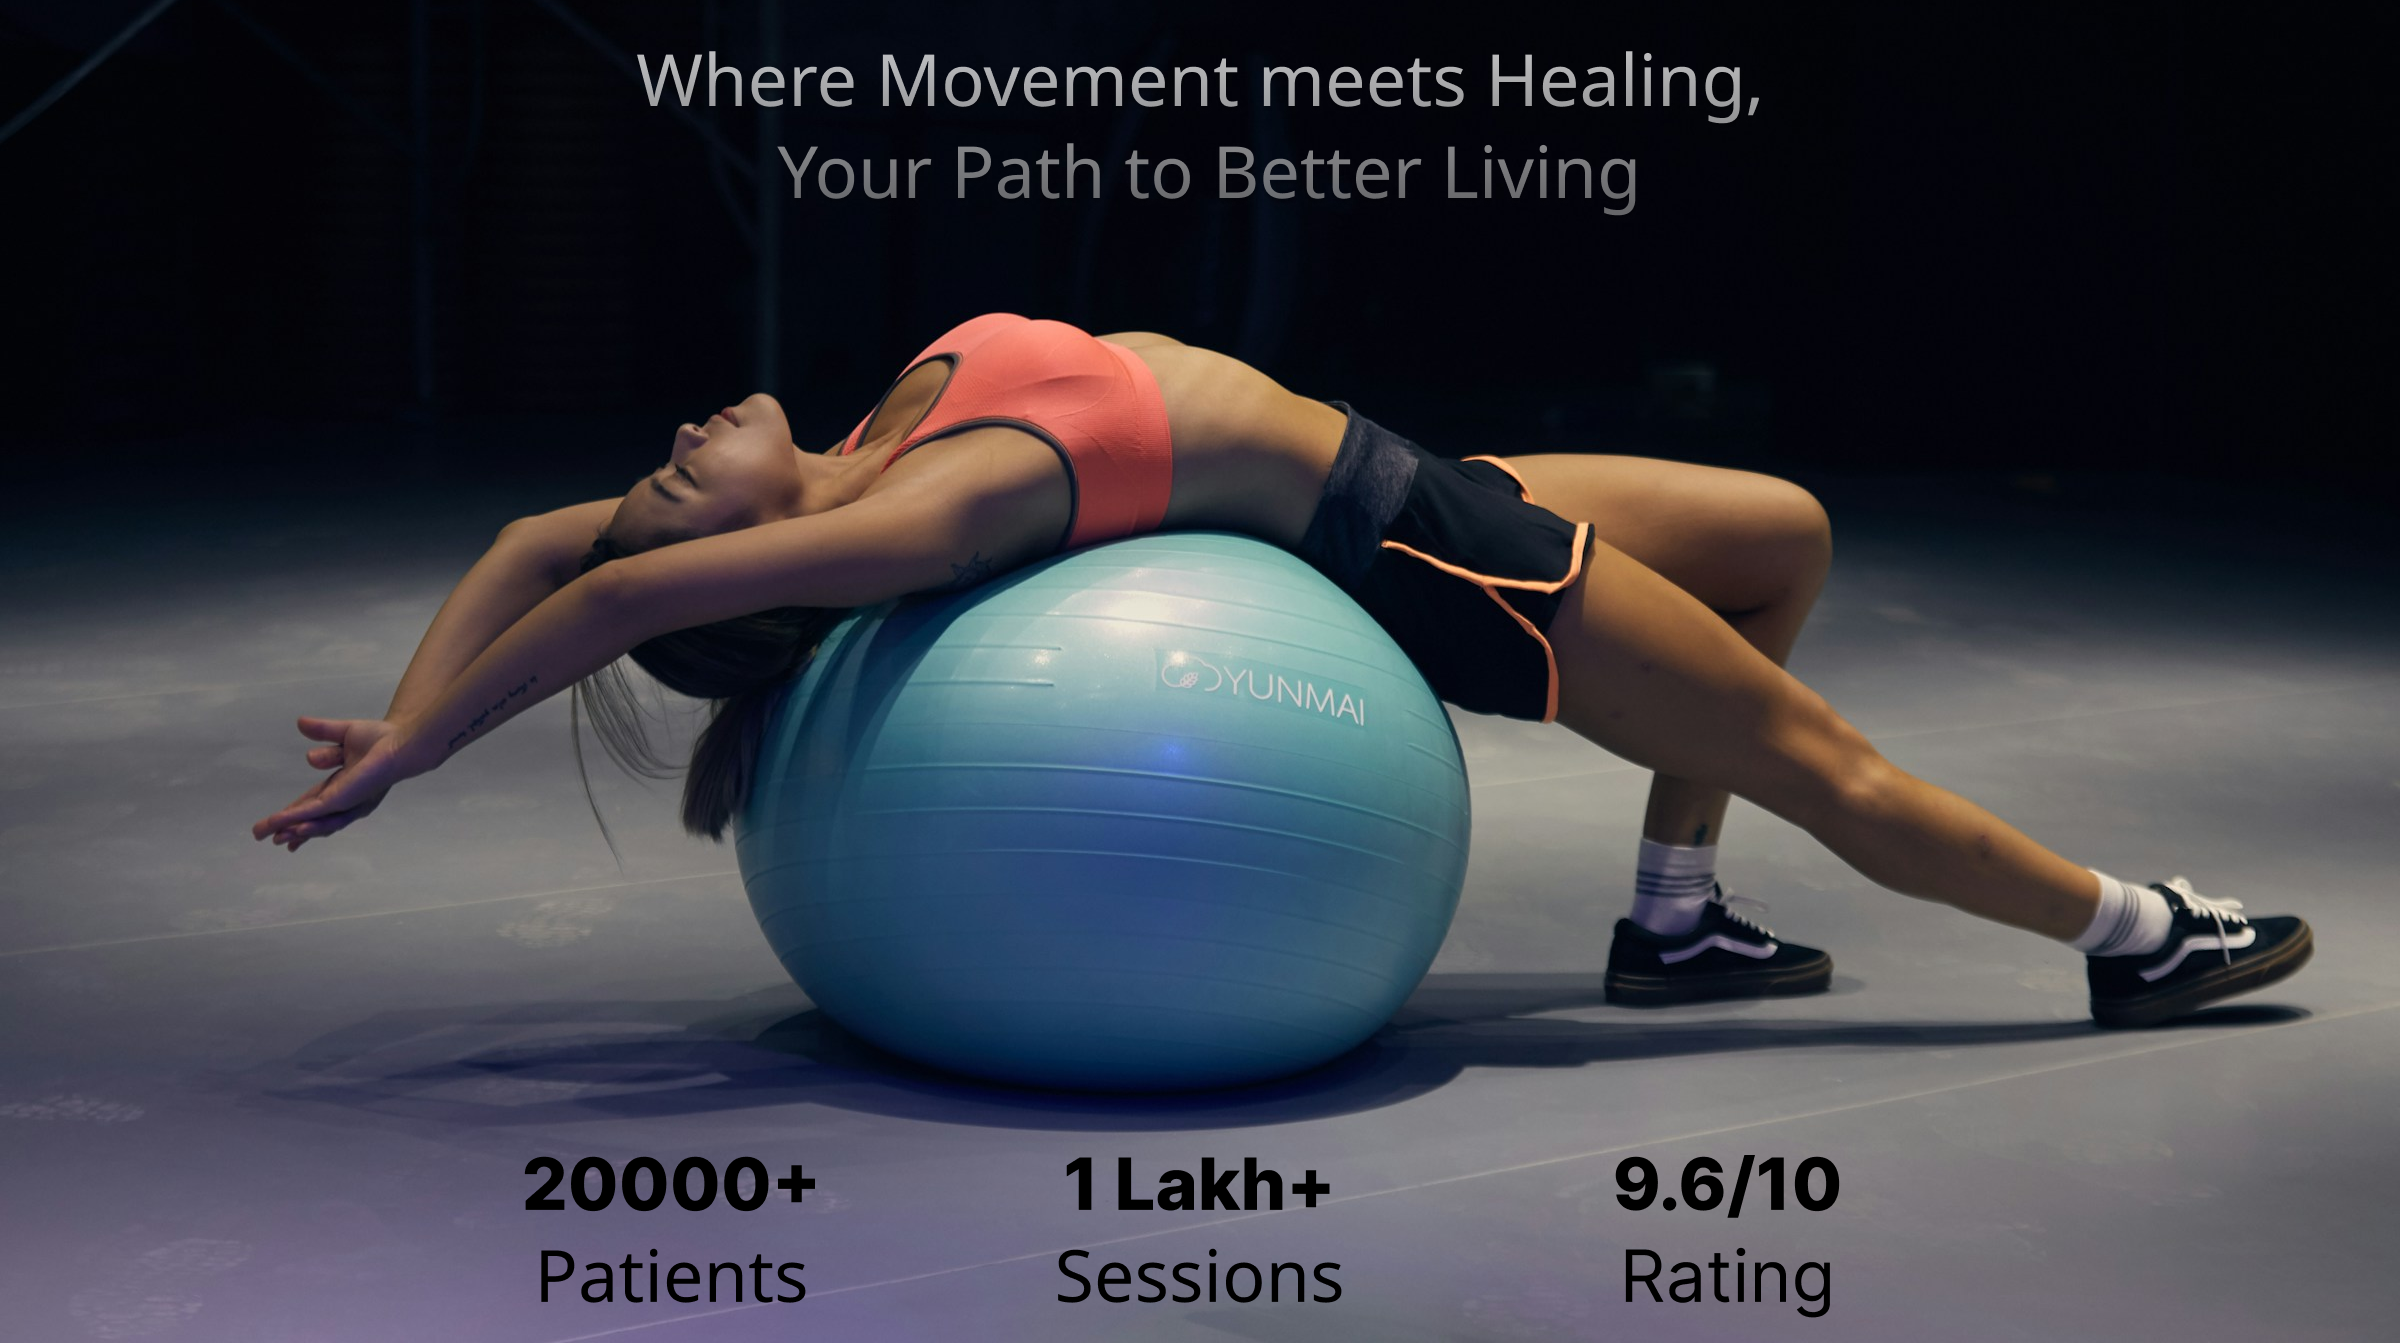 Where Movement meets Healing,
Your Path to Better Living
YUNMAI
20000+
Patients
1 Lakh+
Sessions
9.6/10
Rating